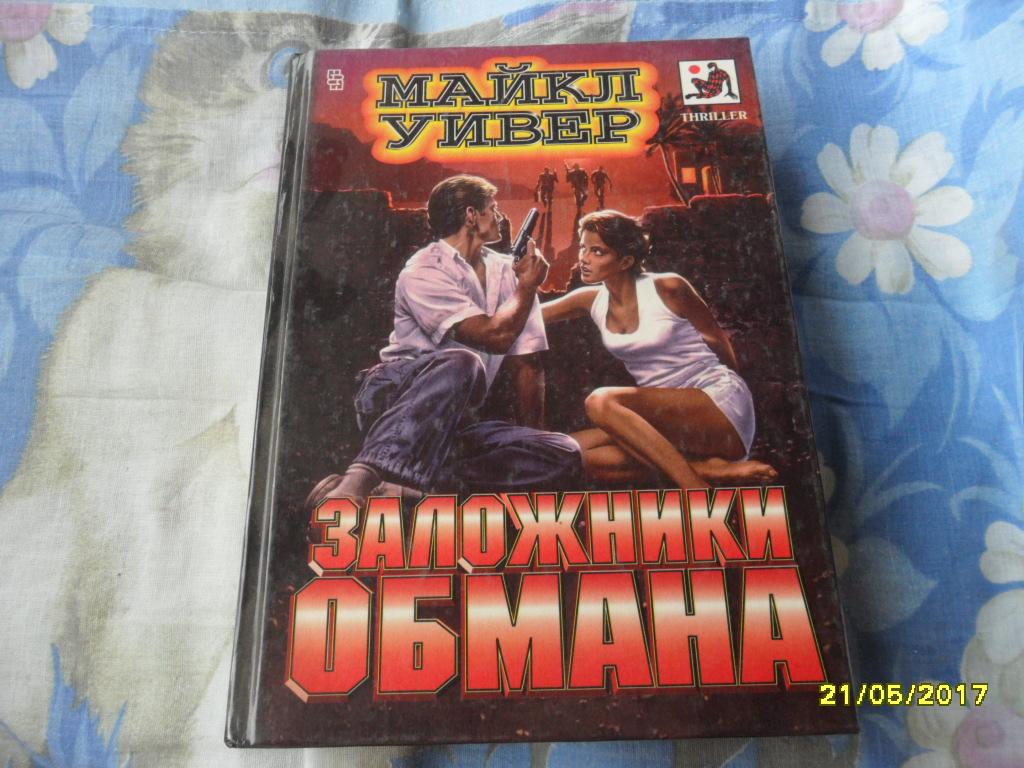 МАЙКЛ
УИВЕР
THRILLER
ЗАЛОЖНИКИ
ОБМАНА
21/05/2017